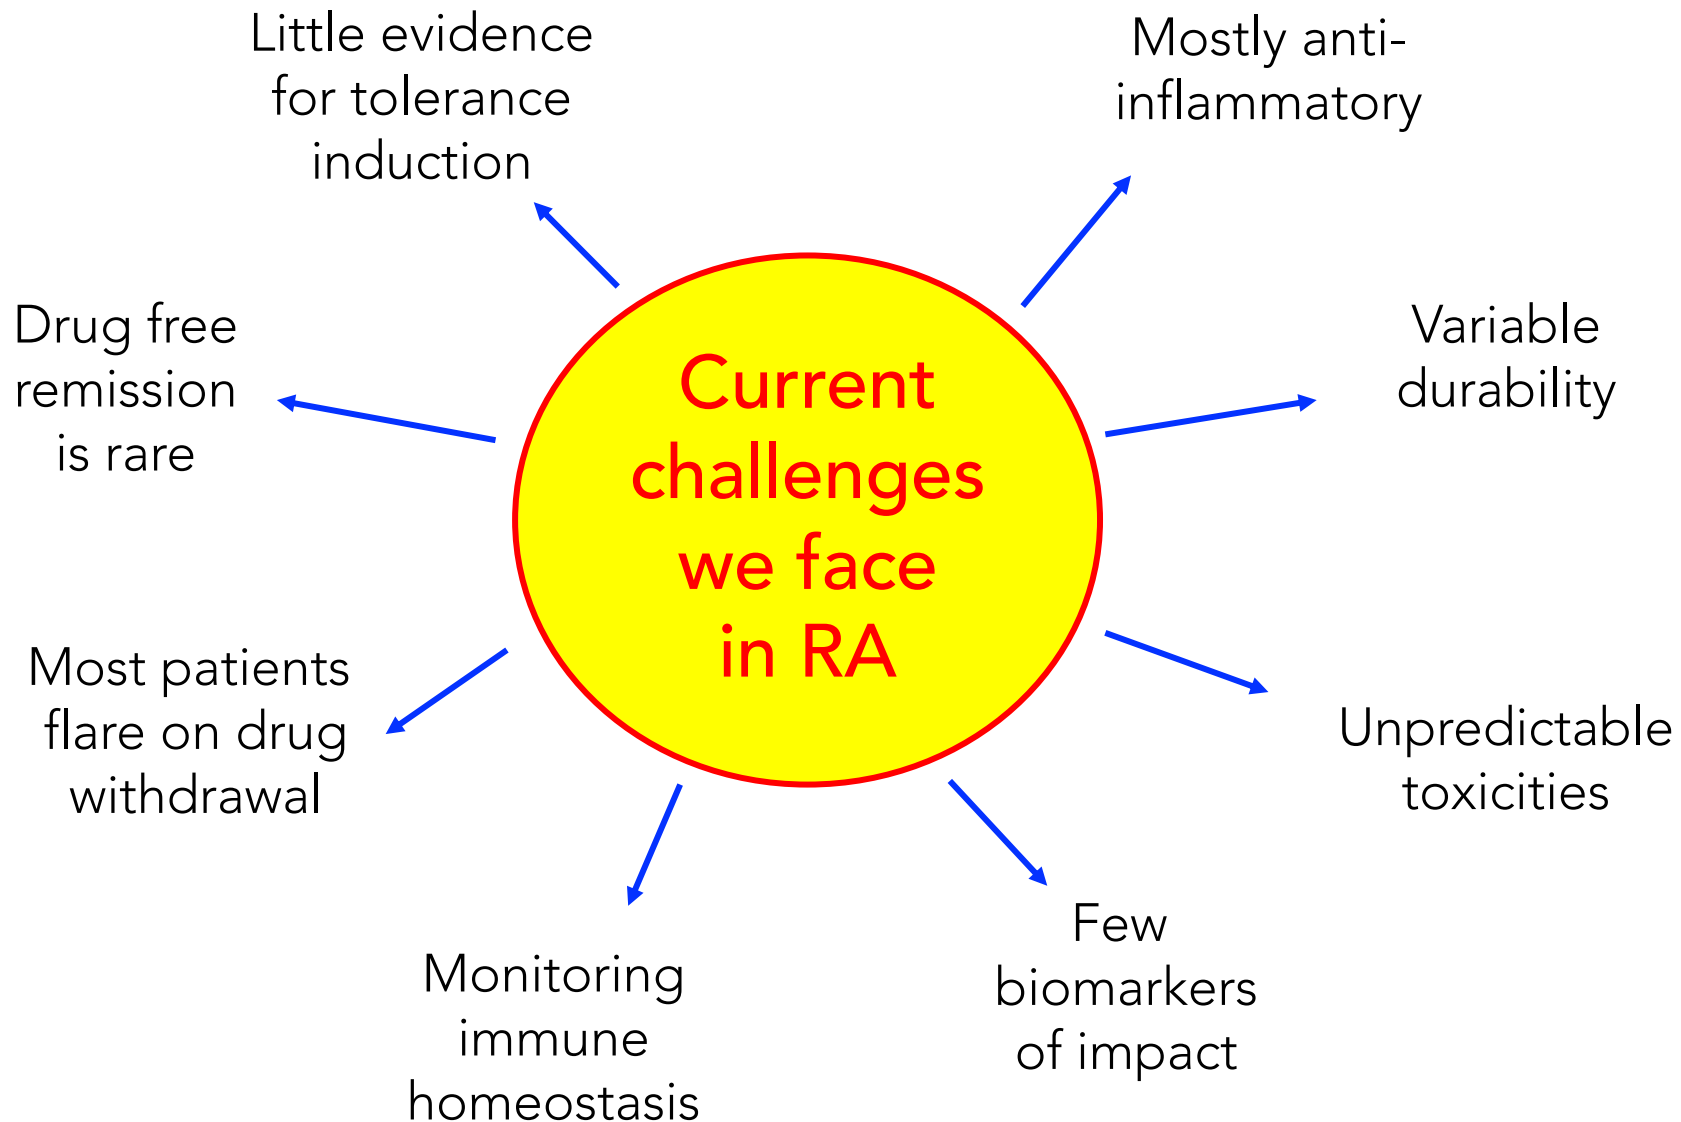 Little evidence
for tolerance
induction
Mostly anti-
inflammatory
Drug free
remission
is rare
Variable
durability
Current
challenges
we face
in RA
Most patients
flare on drug
withdrawal
Unpredictable
toxicities
Monitoring
immune
homeostasis
Few
biomarkers
of impact